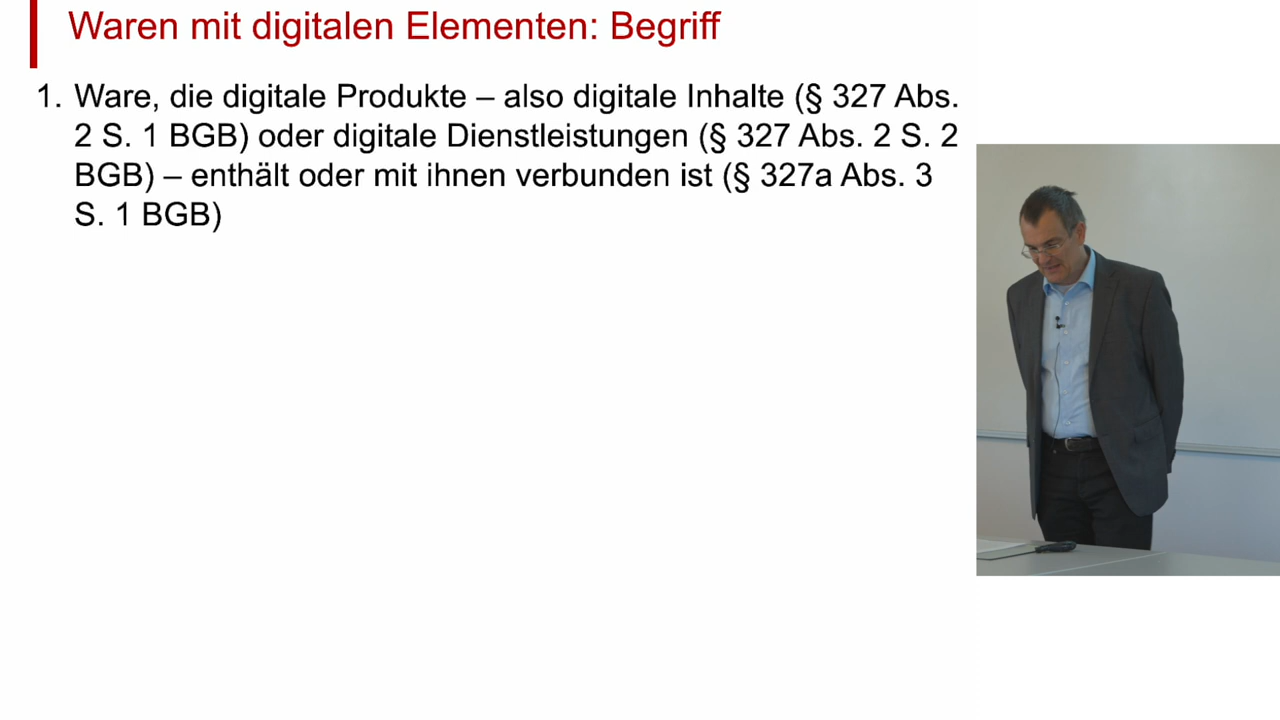 Waren mit digitalen Elementen: Begriff
1. Ware, die digitale Produkte – also digitale Inhalte (§ 327 Abs.
2 S. 1 BGB) oder digitale Dienstleistungen (§ 327 Abs. 2 S. 2
BGB) – enthält oder mit ihnen verbunden ist (§ 327a Abs. 3
S. 1 BGB)